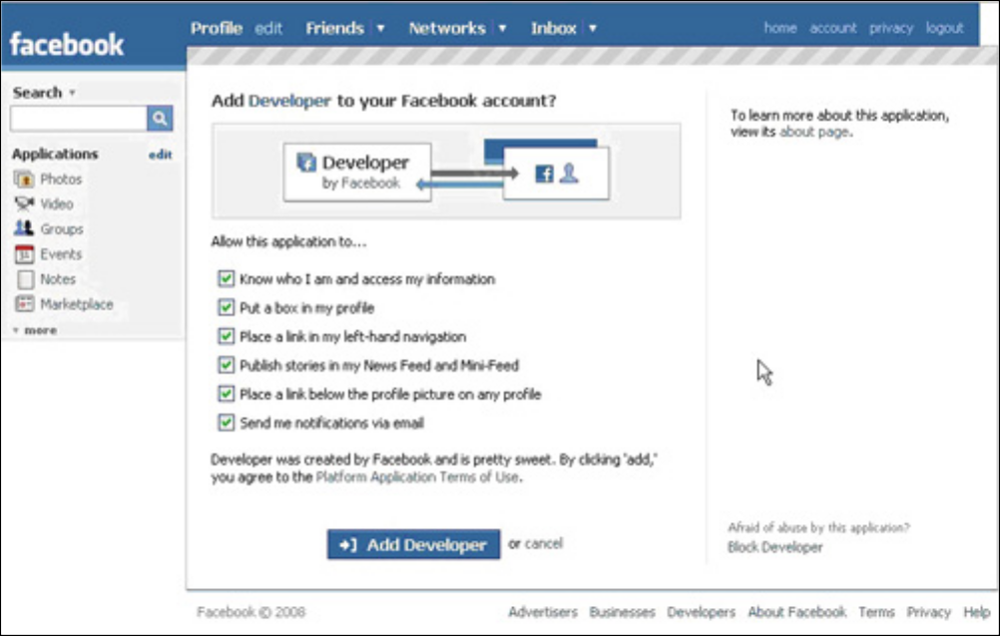 facebook
Profile edit Friends Networks Inbox
home account privacy logout
Search
Applications edit
Photos
Video
Groups
31 Events
Notes
Marketplace
more
Add Developer to your Facebook account?
Developer
by Facebook
f
Allow this application to...
Know who I am and access my information
Put a box in my profile
Place a link in my left-hand navigation
Publish stories in my News Feed and Mini-Feed
Place a link below the profile picture on any profile
Send me notifications via email
Developer was created by Facebook and is pretty sweet. By clicking 'add,'
you agree to the Platform Application Terms of Use.
Add Developer or cancel
To learn more about this application,
view its about page.
Afraid of abuse by this application?
Block Developer
Facebook © 2008
Advertisers Businesses Developers About Facebook Terms Privacy Help